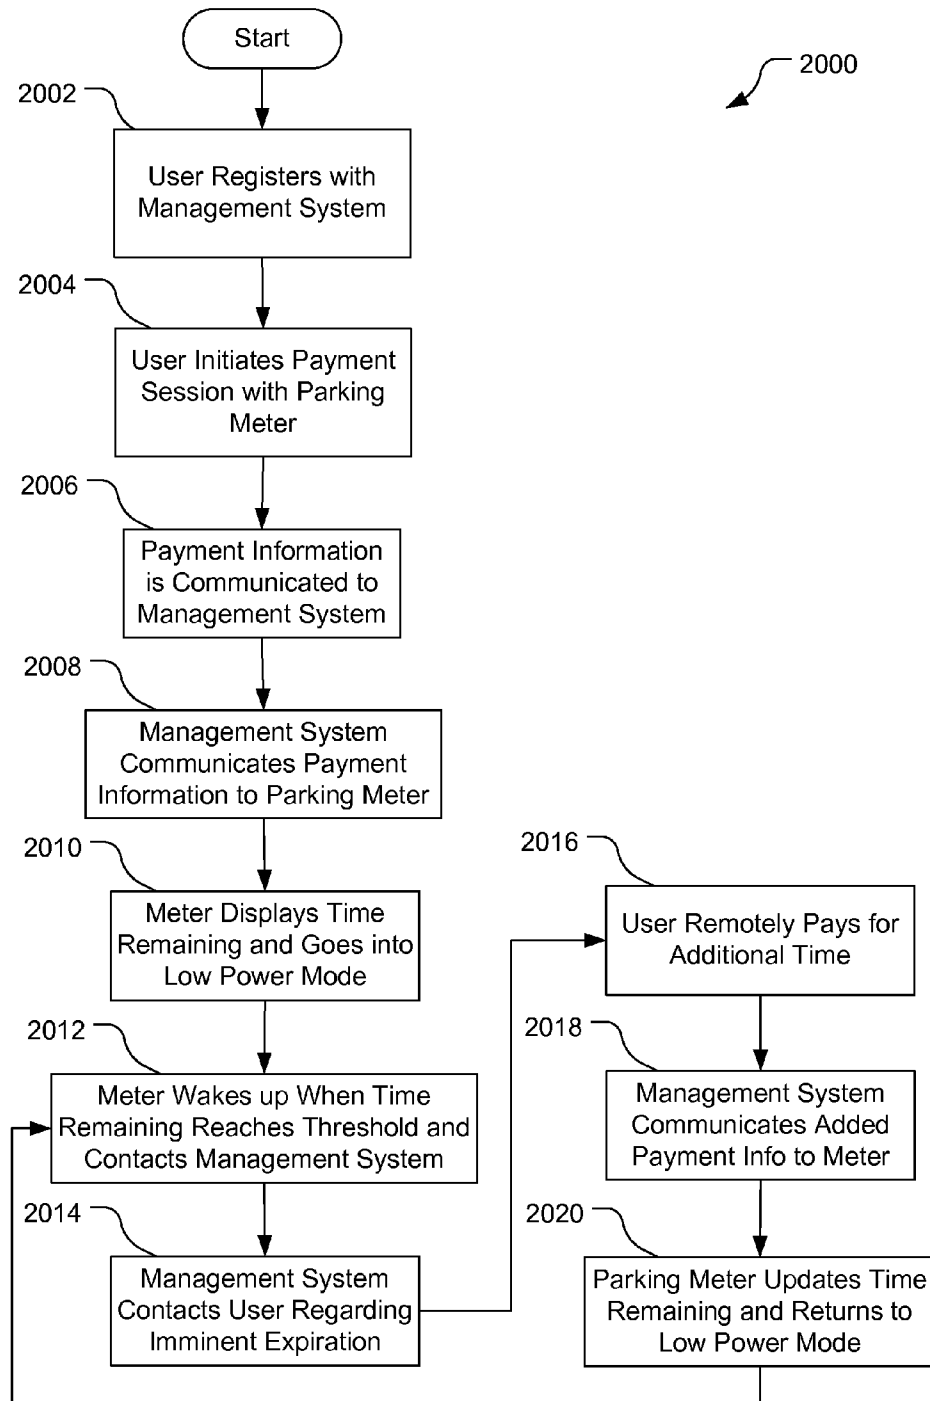 Start
2000
2002
User Registers with
Management System
2004
User Initiates Payment
Session with Parking
Meter
2006
Payment Information
is Communicated to
Management System
2008
Management System
Communicates Payment
Information to Parking Meter
2010
Meter Displays Time
Remaining and Goes into
Low Power Mode
2012
Meter Wakes up When Time
Remaining Reaches Threshold and
Contacts Management System
2014
Management System
Contacts User Regarding
Imminent Expiration
2016
User Remotely Pays for
Additional Time
2018
Management System
Communicates Added
Payment Info to Meter
2020
Parking Meter Updates Time
Remaining and Returns to
Low Power Mode